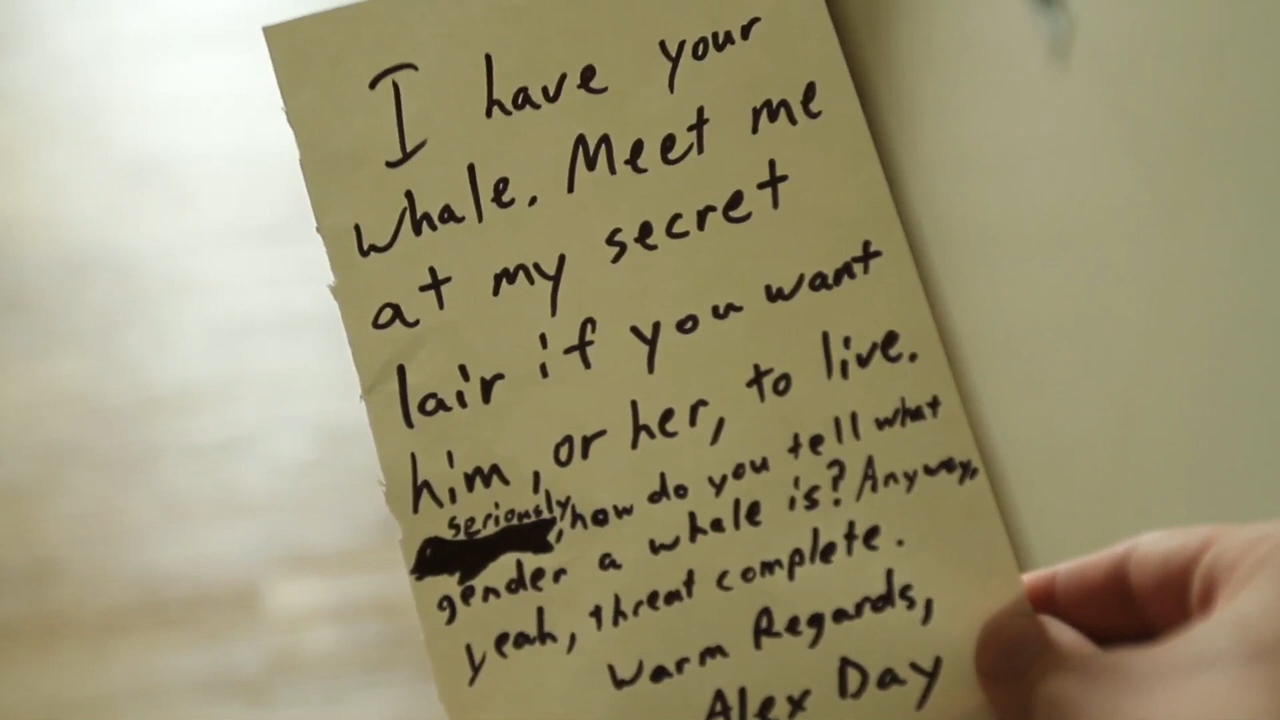 I have your
whale. Meet me
at my secret
lair if you want
him, or her, to live.
seriously, how do you tell what
gender a whale is? Anyway,
yeah, threat complete.
Warm Regards,
Alex Day